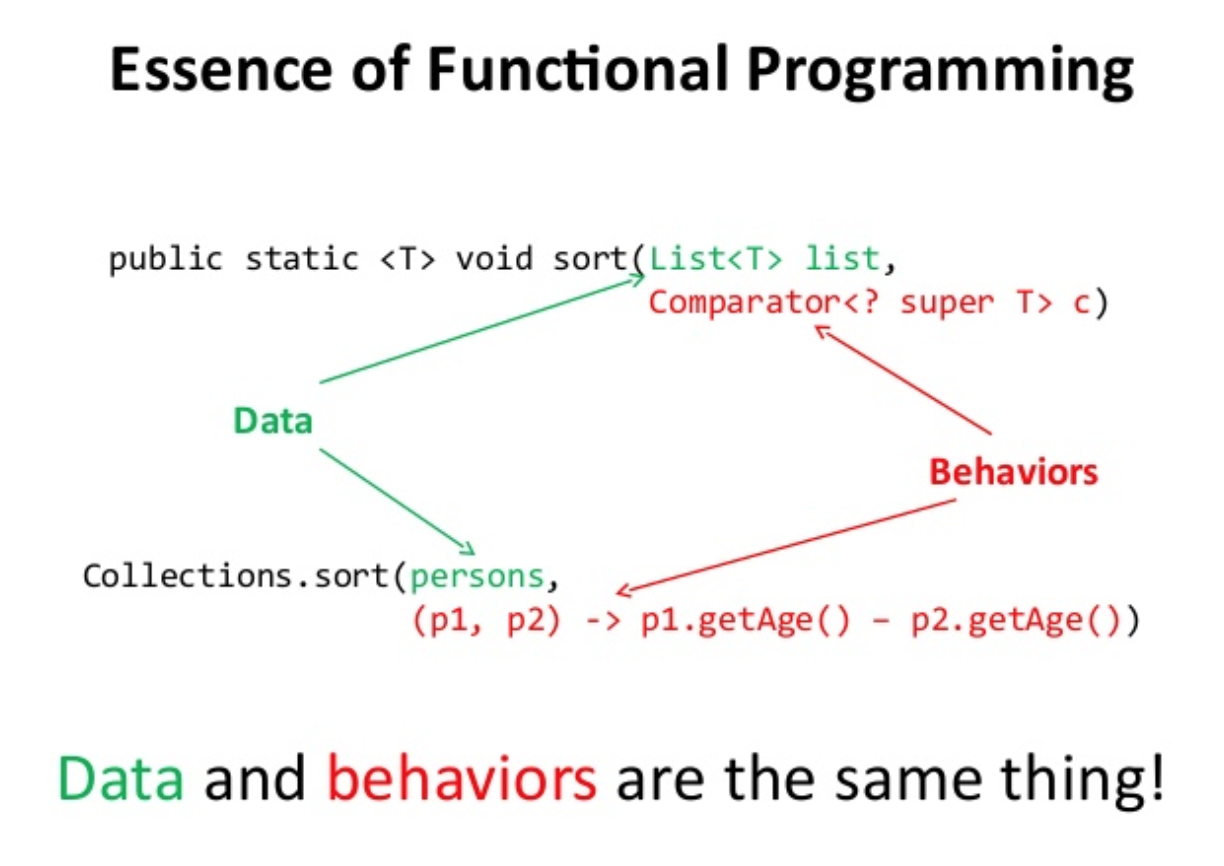 Essence of Functional Programming
public static <T> void sort(List<T> list,
Comparator<? super T> c)
Data
Behaviors
Collections.sort(persons,
(p1, p2) -> p1.getAge() – p2.getAge())
Data and behaviors are the same thing!